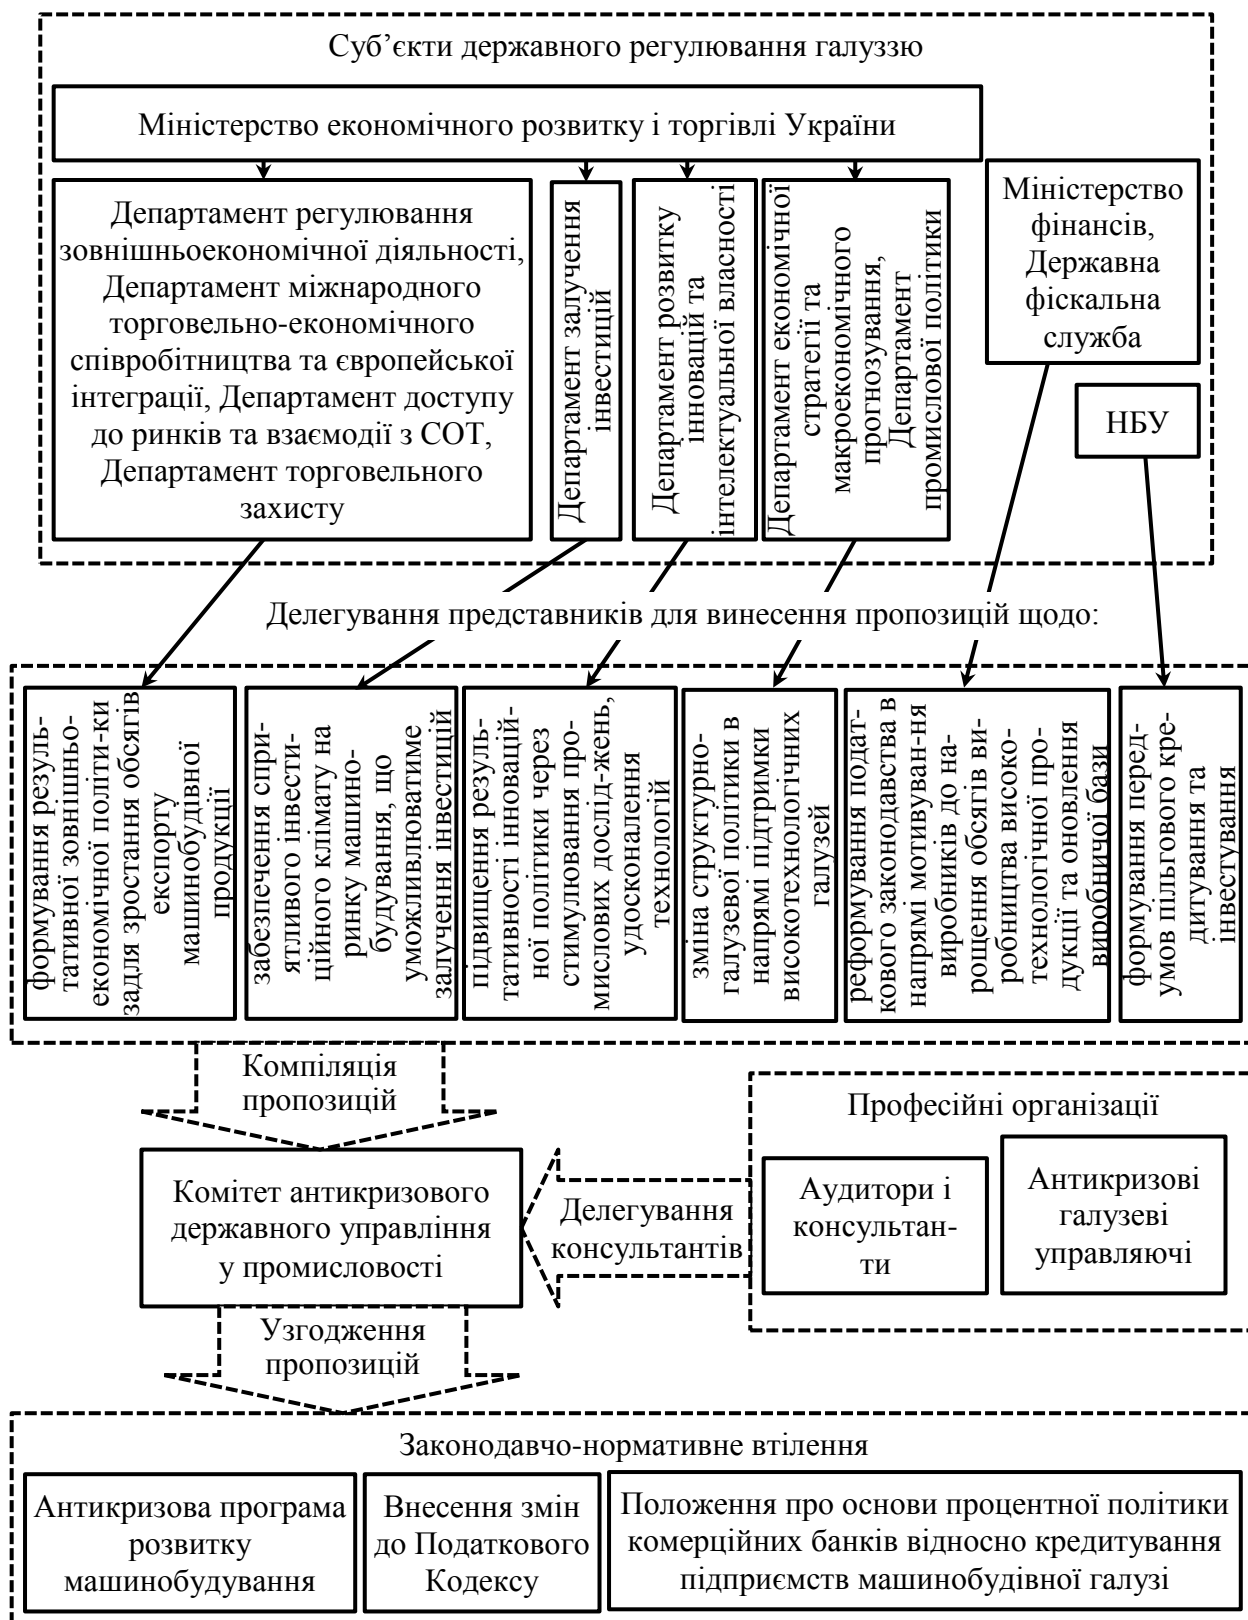 Суб’єкти державного регулювання галуззю
Міністерство економічного розвитку і торгівлі України
Департамент регулювання
зовнішньоекономічної діяльності,
Департамент міжнародного
торговельно-економічного
співробітництва та європейської
інтеграції, Департамент доступу
до ринків та взаємодії з СОТ,
Департамент торговельного
захисту
Департамент залучення
інвестицій
Департамент розвитку
інновацій та
інтелектуальної власності
Департамент економічної
стратегії та
макроекономічного
прогнозування,
Департамент
промислової політики
Міністерство
фінансів,
Державна
фіскальна
служба
НБУ
Делегування представників для винесення пропозицій щодо:
формування резуль-
тативної зовнішньо-
економічної політи-ки
задля зростання обсягів
експорту
машинобудівної
продукції
забезпечення спри-
ятливого інвести-
ційного клімату на
ринку машино-
будування, що
уможливлюватиме
залучення інвестицій
підвищення резуль-
тативності інновацій-
ної політики через
стимулювання про-
мислових дослід-жень,
удосконалення
технологій
зміна структурно-
галузевої політики в
напрямі підтримки
високотехнологічних
галузей
реформування подат-
кового законодавства в
напрямі мотивуван-ня
виробників до на-
рощення обсягів ви-
робництва високо-
технологічної про-
дукції та оновлення
виробничої бази
формування перед-
умов пільгового кре-
дитування та
інвестування
Компіляція
пропозицій
Професійні організації
Аудитори і
консультан-
ти
Антикризові
галузеві
управляючі
Делегування
консультантів
Комітет антикризового
державного управління
у промисловості
Узгодження
пропозицій
Законодавчо-нормативне втілення
Антикризова програма
розвитку
машинобудування
Внесення змін
до Податкового
Кодексу
Положення про основи процентної політики
комерційних банків відносно кредитування
підприємств машинобудівної галузі